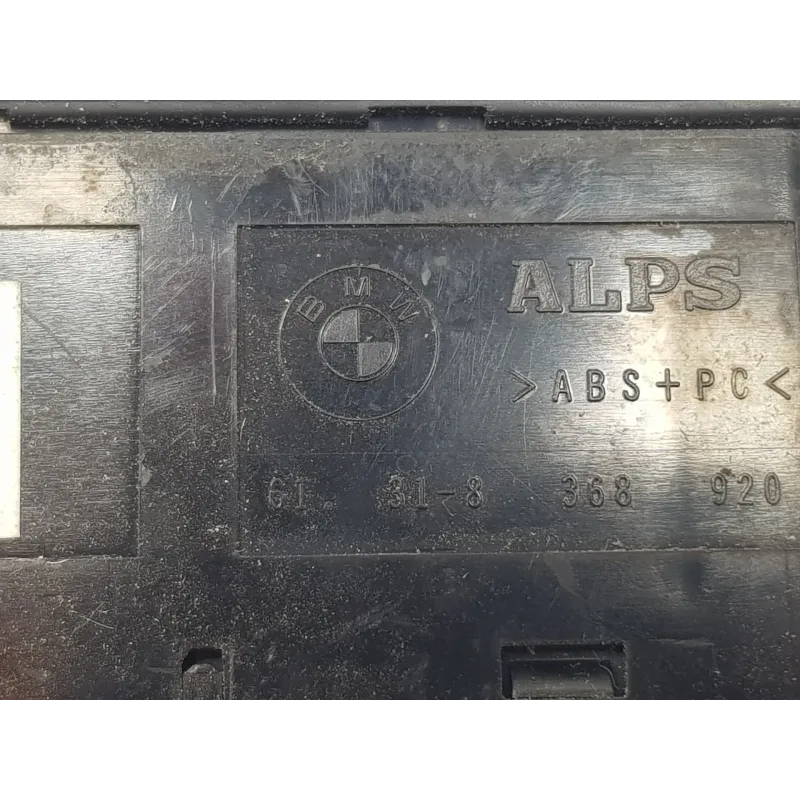 BMW
ALPS
>ABS+PC<
61.31-8 368 920